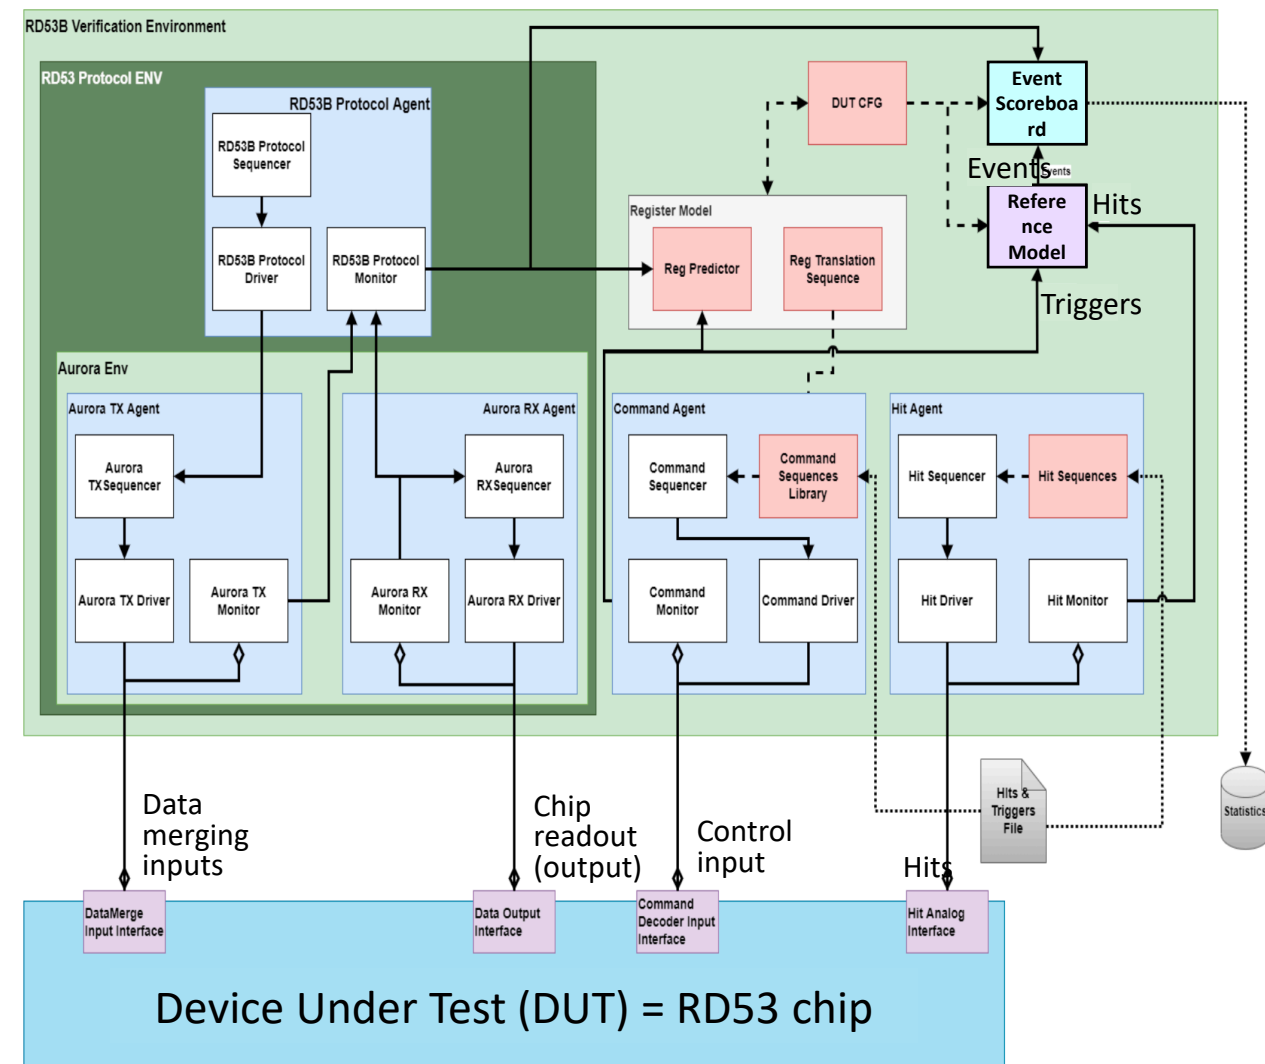 RD53B Verification Environment
RD53 Protocol ENV
RD53B Protocol Agent
RD53B Protocol
Sequencer
RD53B Protocol
Driver
RD53B Protocol
Monitor
DUT CFG
Event
Scoreboa
rd
Events
Events
Refere
nce
Model
Hits
Triggers
Register Model
Reg Predictor
Reg Translation
Sequence
Aurora Env
Aurora TX Agent
Aurora
TXSequencer
Aurora TX Driver
Aurora TX
Monitor
Aurora RX Agent
Aurora
RXSequencer
Aurora RX
Monitor
Aurora RX Driver
Command Agent
Command
Sequencer
Command
Sequences
Library
Command
Monitor
Command Driver
Hit Agent
Hit Sequencer
Hit Sequences
Hit Driver
Hit Monitor
Data
merging
inputs
Chip
readout
(output)
Control
input
Hits
Hits &
Triggers
File
Statistics
DataMerge
Input Interface
Data Output
Interface
Command
Decoder Input
Interface
Hit Analog
Interface
Device Under Test (DUT) = RD53 chip